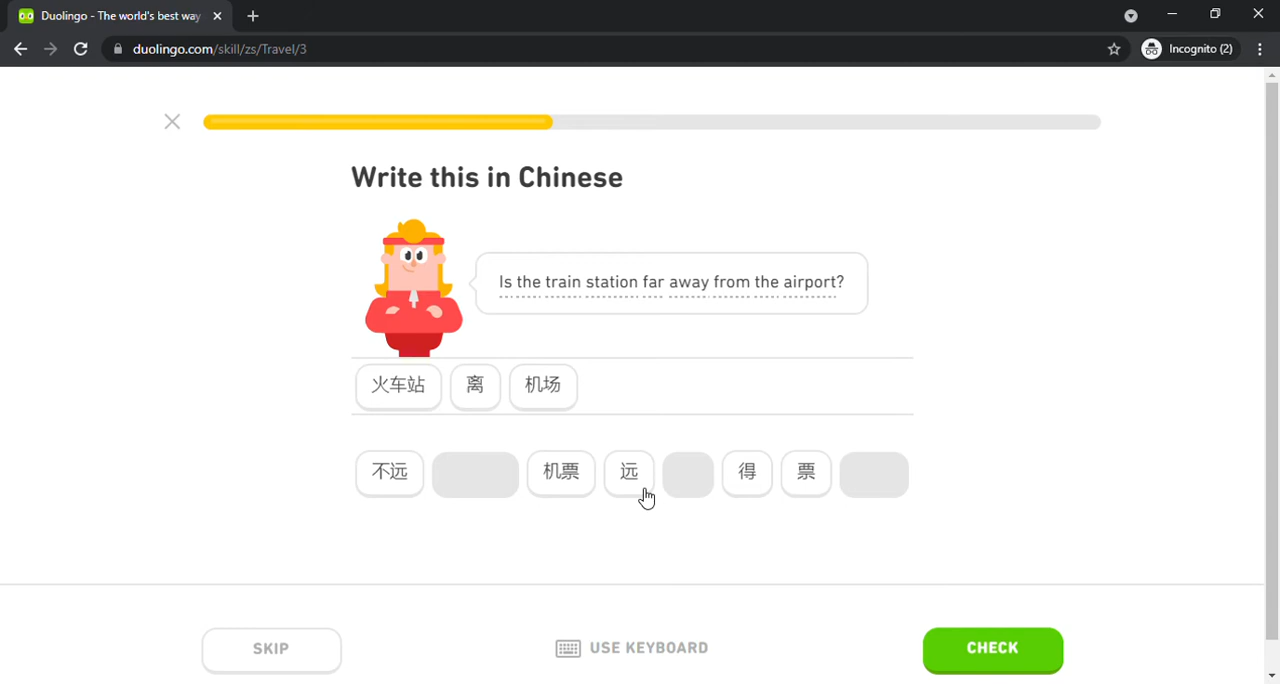 Duolingo - The world's best way
duolingo.com/skill/zs/Travel/3
Incognito (2)
Write this in Chinese
Is the train station far away from the airport?
火车站 离 机场
不远 机票 远 得 票
SKIP
USE KEYBOARD
CHECK